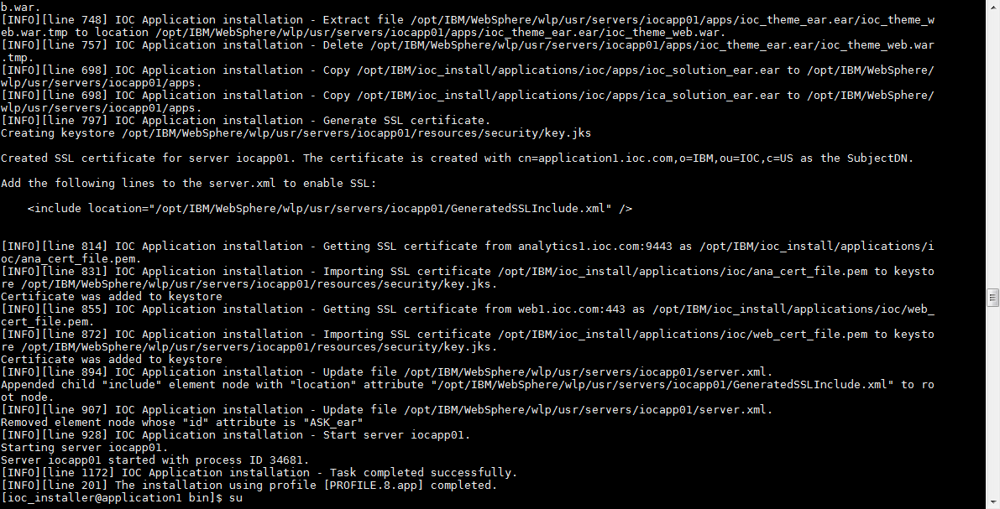 b.war.
[INFO][line 748] IOC Application installation - Extract file /opt/IBM/WebSphere/wlp/usr/servers/iocapp01/apps/ioc_theme_ear.ear/ioc_theme_w
eb.war.tmp to location /opt/IBM/WebSphere/wlp/usr/servers/iocapp01/apps/ioc_theme_ear.ear/ioc_theme_web.war.
[INFO][line 757] IOC Application installation - Delete /opt/IBM/WebSphere/wlp/usr/servers/iocapp01/apps/ioc_theme_ear.ear/ioc_theme_web.war
.tmp.
[INFO][line 698] IOC Application installation - Copy /opt/IBM/ioc_install/applications/ioc/apps/ioc_solution_ear.ear to /opt/IBM/WebSphere/
wlp/usr/servers/iocapp01/apps.
[INFO][line 698] IOC Application installation - Copy /opt/IBM/ioc_install/applications/ioc/apps/ica_solution_ear.ear to /opt/IBM/WebSphere/
wlp/usr/servers/iocapp01/apps.
[INFO][line 797] IOC Application installation - Generate SSL certificate.
Creating keystore /opt/IBM/WebSphere/wlp/usr/servers/iocapp01/resources/security/key.jks
Created SSL certificate for server iocapp01. The certificate is created with cn=application1.ioc.com,o=IBM,ou=IOC,c=US as the SubjectDN.
Add the following lines to the server.xml to enable SSL:
<include location="/opt/IBM/WebSphere/wlp/usr/servers/iocapp01/GeneratedSSLInclude.xml" />
[INFO][line 814] IOC Application installation - Getting SSL certificate from analytics1.ioc.com:9443 as /opt/IBM/ioc_install/applications/i
oc/ana_cert_file.pem.
[INFO][line 831] IOC Application installation - Importing SSL certificate /opt/IBM/ioc_install/applications/ioc/ana_cert_file.pem to keysto
re /opt/IBM/WebSphere/wlp/usr/servers/iocapp01/resources/security/key.jks.
Certificate was added to keystore
[INFO][line 855] IOC Application installation - Getting SSL certificate from web1.ioc.com:443 as /opt/IBM/ioc_install/applications/ioc/web_
cert_file.pem.
[INFO][line 872] IOC Application installation - Importing SSL certificate /opt/IBM/ioc_install/applications/ioc/web_cert_file.pem to keysto
re /opt/IBM/WebSphere/wlp/usr/servers/iocapp01/resources/security/key.jks.
Certificate was added to keystore
[INFO][line 894] IOC Application installation - Update file /opt/IBM/WebSphere/wlp/usr/servers/iocapp01/server.xml.
Appended child "include" element node with "location" attribute "/opt/IBM/WebSphere/wlp/usr/servers/iocapp01/GeneratedSSLInclude.xml" to ro
ot node.
[INFO][line 907] IOC Application installation - Update file /opt/IBM/WebSphere/wlp/usr/servers/iocapp01/server.xml.
Removed element node whose "id" attribute is "ASK_ear"
[INFO][line 928] IOC Application installation - Start server iocapp01.
Starting server iocapp01.
Server iocapp01 started with process ID 34681.
[INFO][line 1172] IOC Application installation - Task completed successfully.
[INFO][line 201] The installation using profile [PROFILE.8.app] completed.
[ioc_installer@application1 bin]$ su